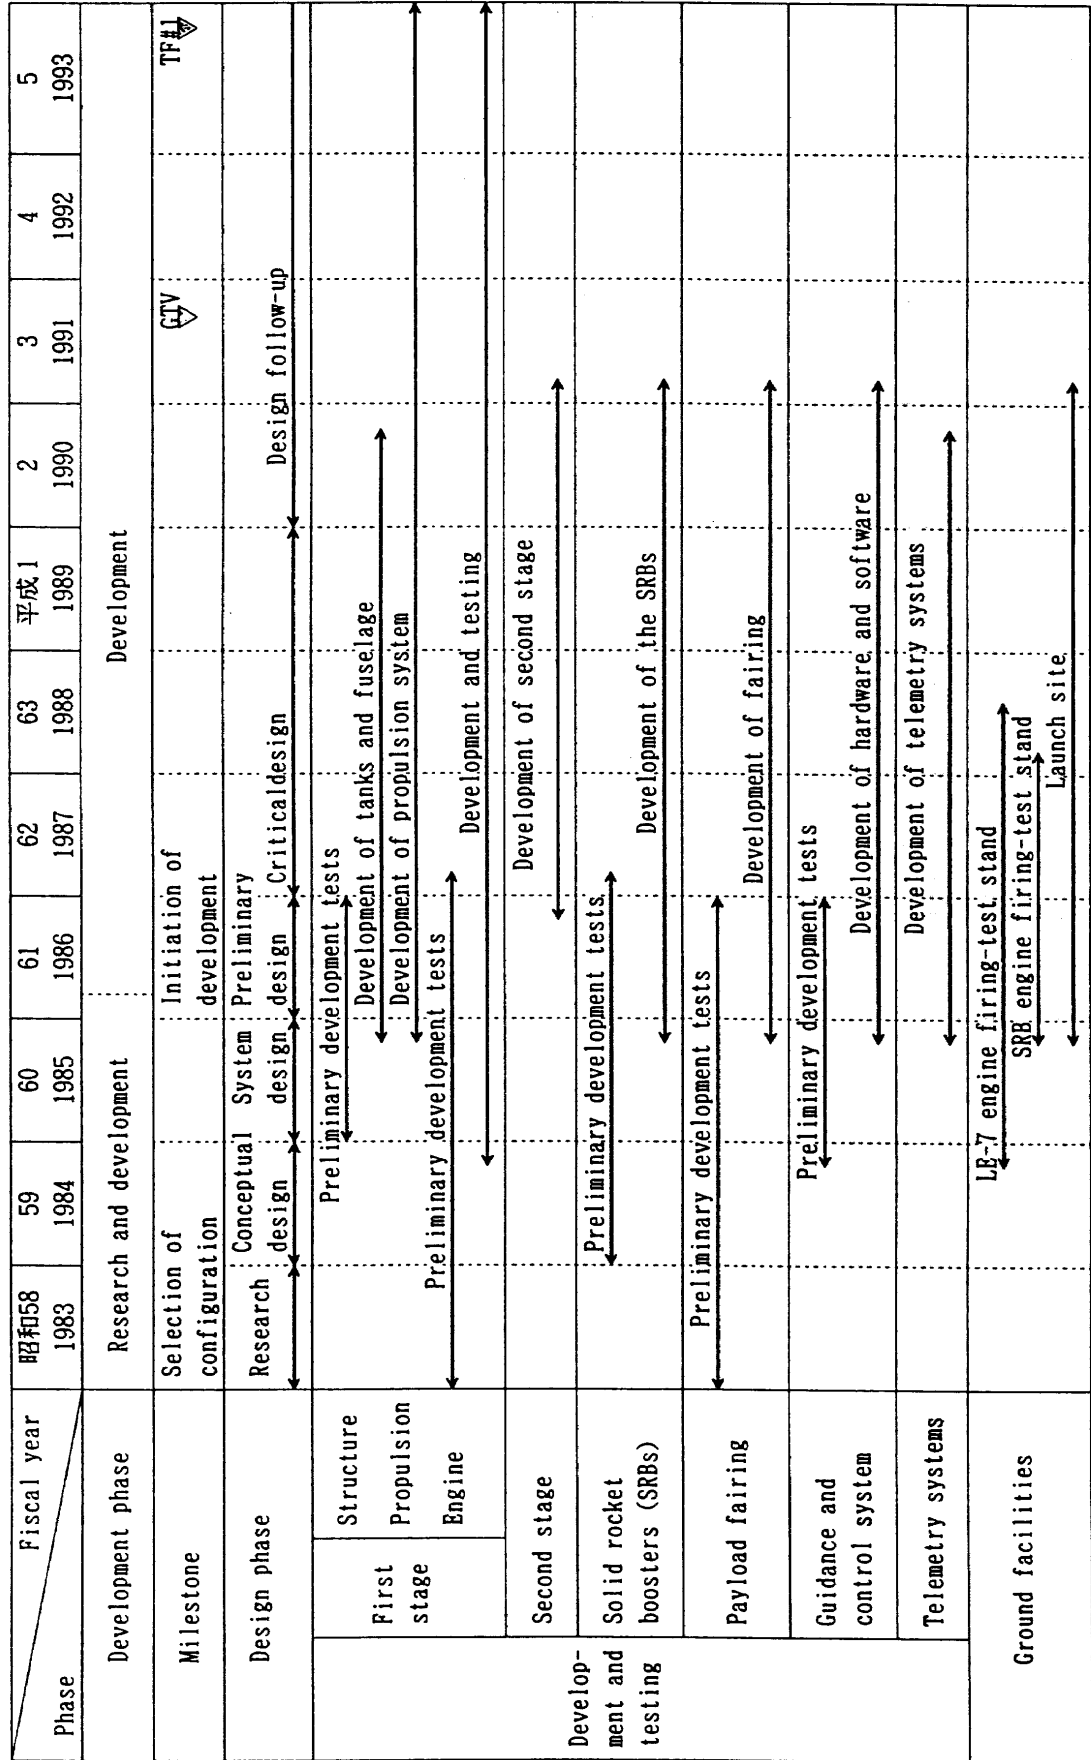 Fiscal year
Phase
昭和58
1983
59
1984
60
1985
61
1986
62
1987
63
1988
平成1
1989
2
1990
3
1991
4
1992
5
1993
Development phase
Research and development
Development
Milestone
Selection of
configuration
Initiation of
development
GTV
TF#1
Design phase
Research
Conceptual
design
System
design
Preliminary
design
Criticaldesign
Design follow-up
Develop-
ment and
testing
First
stage
Structure
Preliminary development tests
Development of tanks and fuselage
Propulsion
Development of propulsion system
Engine
Preliminary development tests
Development and testing
Second stage
Development of second stage
Solid rocket
boosters (SRBs)
Preliminary development tests
Development of the SRBs
Payload fairing
Preliminary development tests
Development of fairing
Guidance and
control system
Preliminary development tests
Development of hardware and software
Telemetry systems
Development of telemetry systems
Ground facilities
LE-7 engine firing-test stand
SRB engine firing-test stand
Launch site